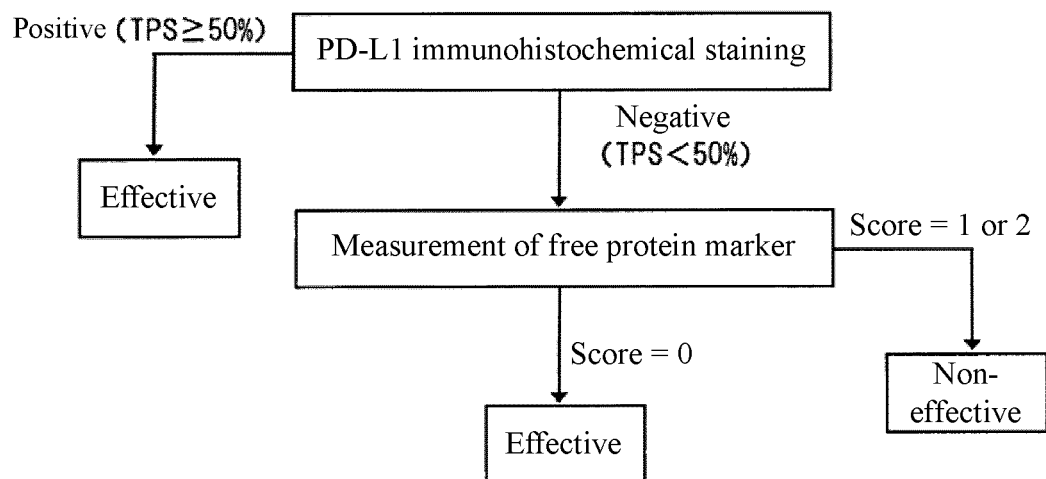 Positive (TPS≧50%)
PD-L1 immunohistochemical staining
Negative
(TPS<50%)
Effective
Measurement of free protein marker
Score = 1 or 2
Score = 0
Non-
effective
Effective